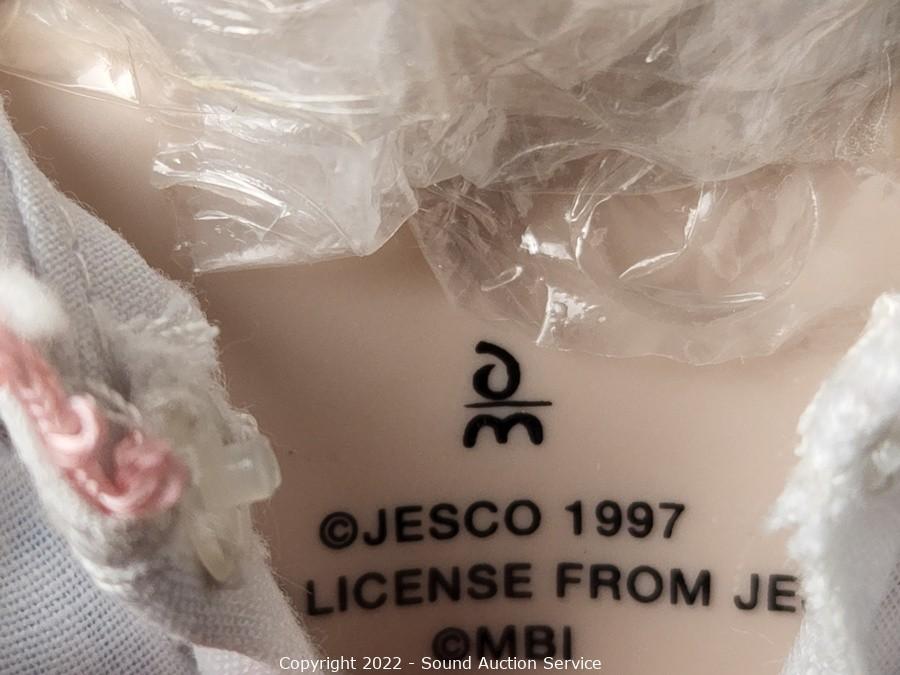 ©JESCO 1997
LICENSE FROM
©MBI
Copyright 2022 - Sound Auction Service